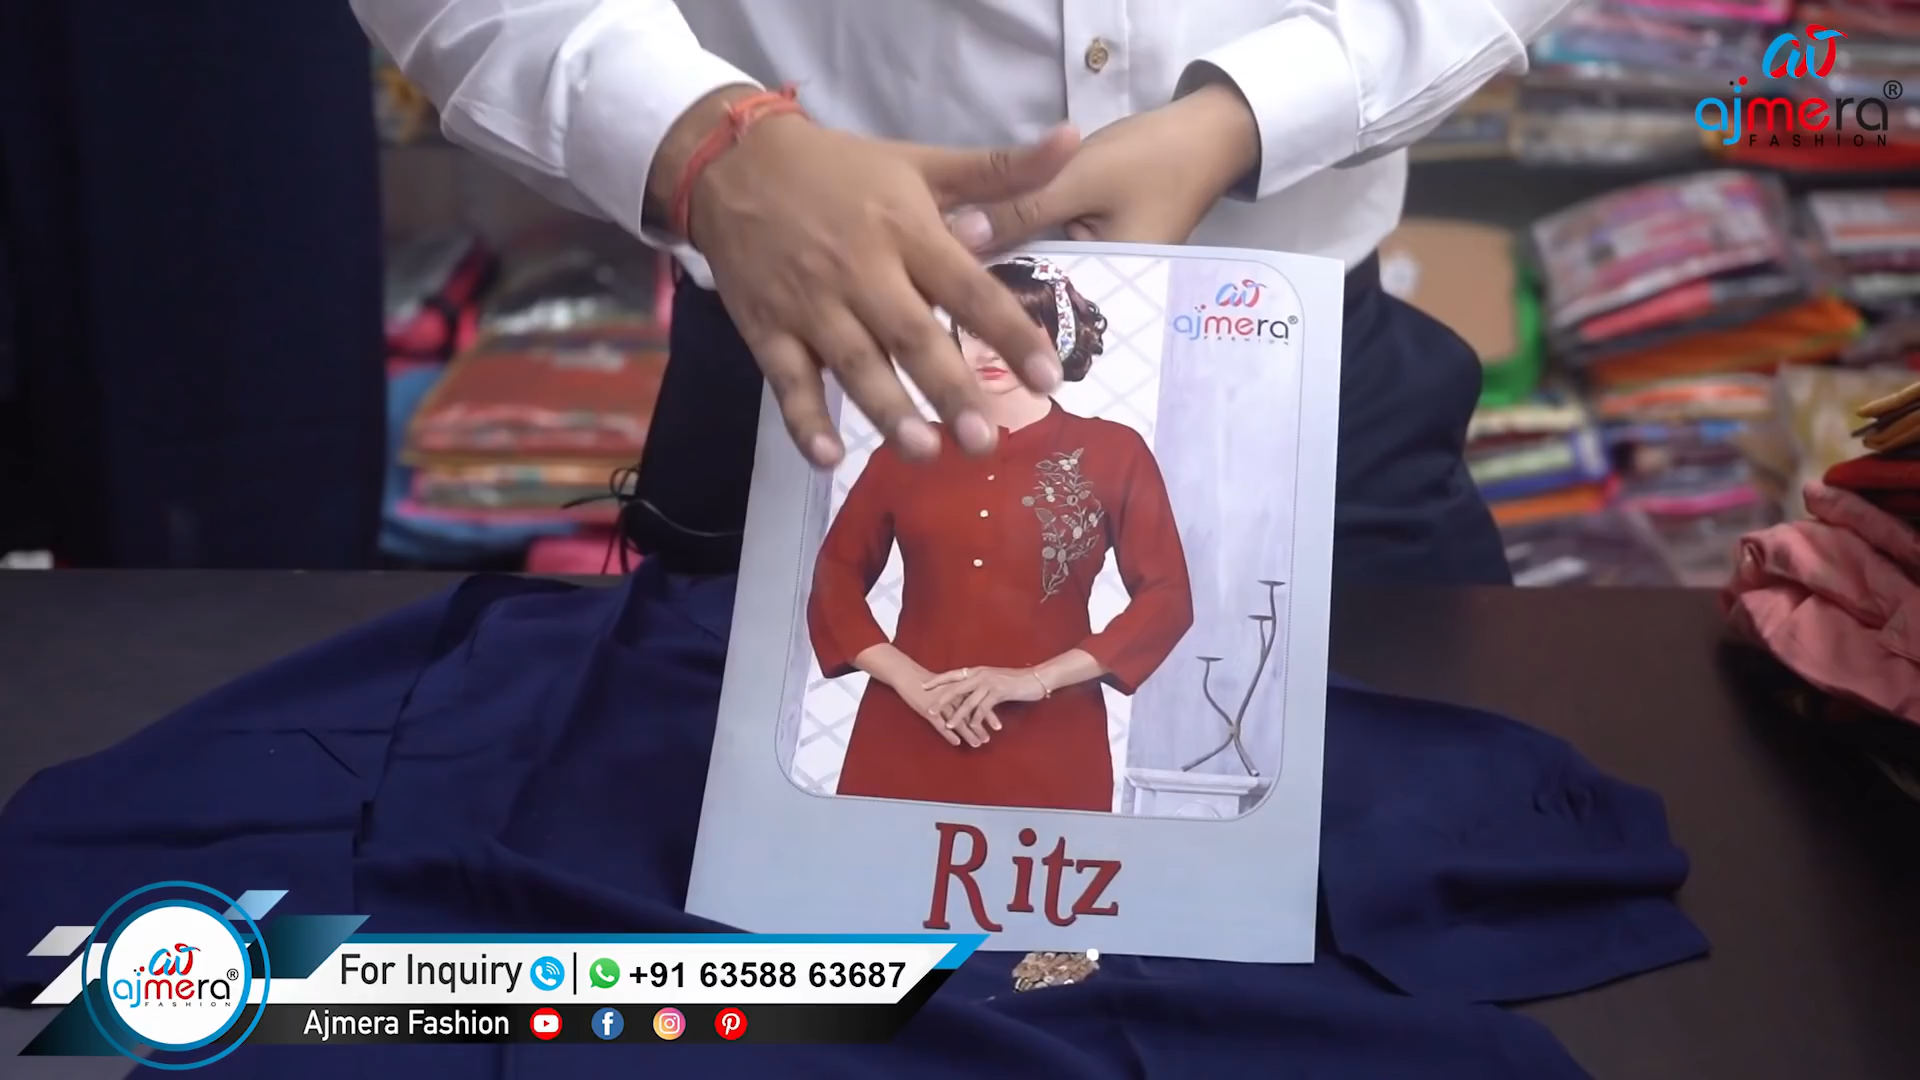 ajmera®
FASHION
ajmera®
FASHION
Ritz
ajmera®
FASHION
For Inquiry | +91 63588 63687
Ajmera Fashion